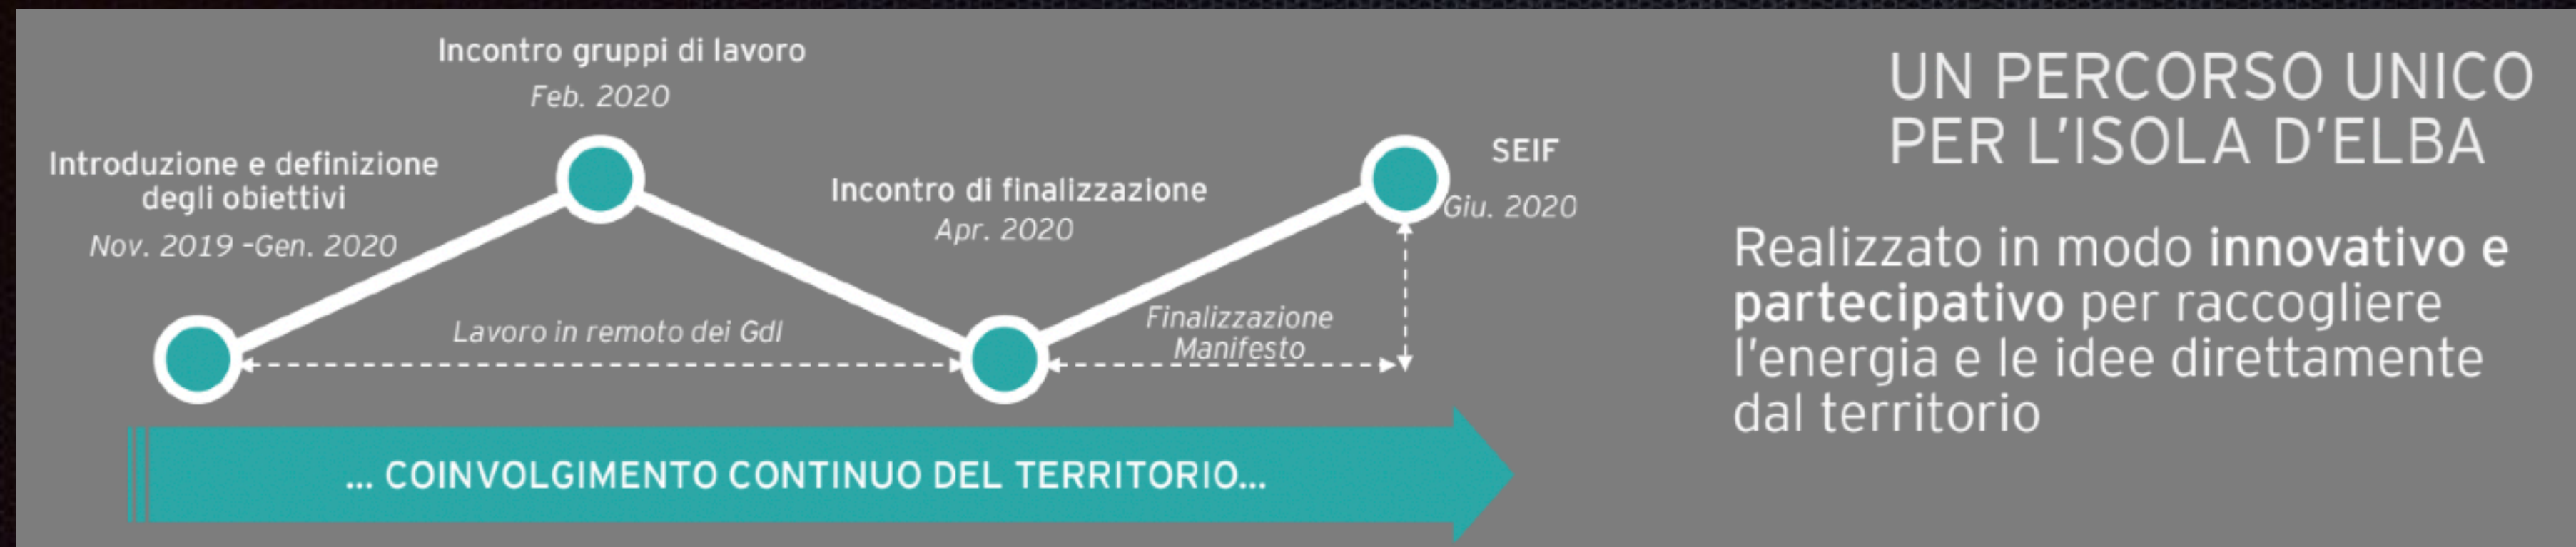 Incontro gruppi di lavoro
Feb. 2020
Introduzione e definizione
degli obiettivi
Nov. 2019 –Gen. 2020
Incontro di finalizzazione
Apr. 2020
SEIF
Giu. 2020
Lavoro in remoto dei Gdl
Finalizzazione
Manifesto
... COINVOLGIMENTO CONTINUO DEL TERRITORIO...
UN PERCORSO UNICO
PER L'ISOLA D'ELBA
Realizzato in modo innovativo e
partecipativo per raccogliere
l'energia e le idee direttamente
dal territorio